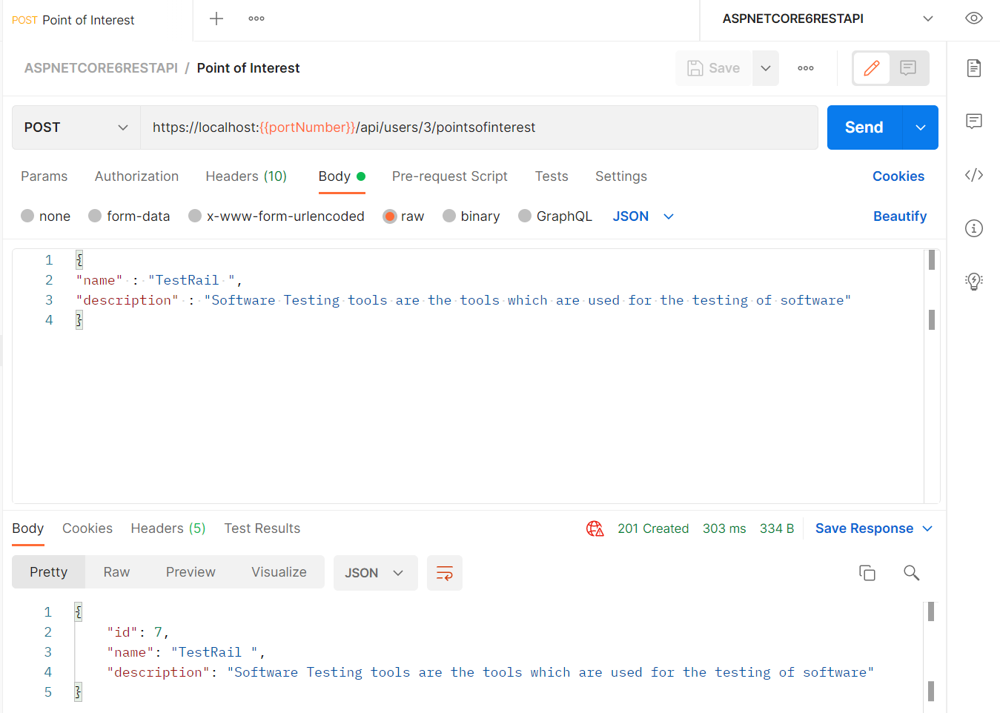 POST Point of Interest
ASPNETCORE6RESTAPI
ASPNETCORE6RESTAPI / Point of Interest
Save
POST https://localhost:{{portNumber}}/api/users/3/pointsofinterest Send
Params Authorization Headers (10) Body Pre-request Script Tests Settings Cookies
none form-data x-www-form-urlencoded raw binary GraphQL JSON Beautify
1 {
2 "name" : "TestRail ",
3 "description" : "Software Testing tools are the tools which are used for the testing of software"
4 }
Body Cookies Headers (5) Test Results 201 Created 303 ms 334 B Save Response
Pretty Raw Preview Visualize JSON
1 {
2 "id": 7,
3 "name": "TestRail ",
4 "description": "Software Testing tools are the tools which are used for the testing of software"
5 }